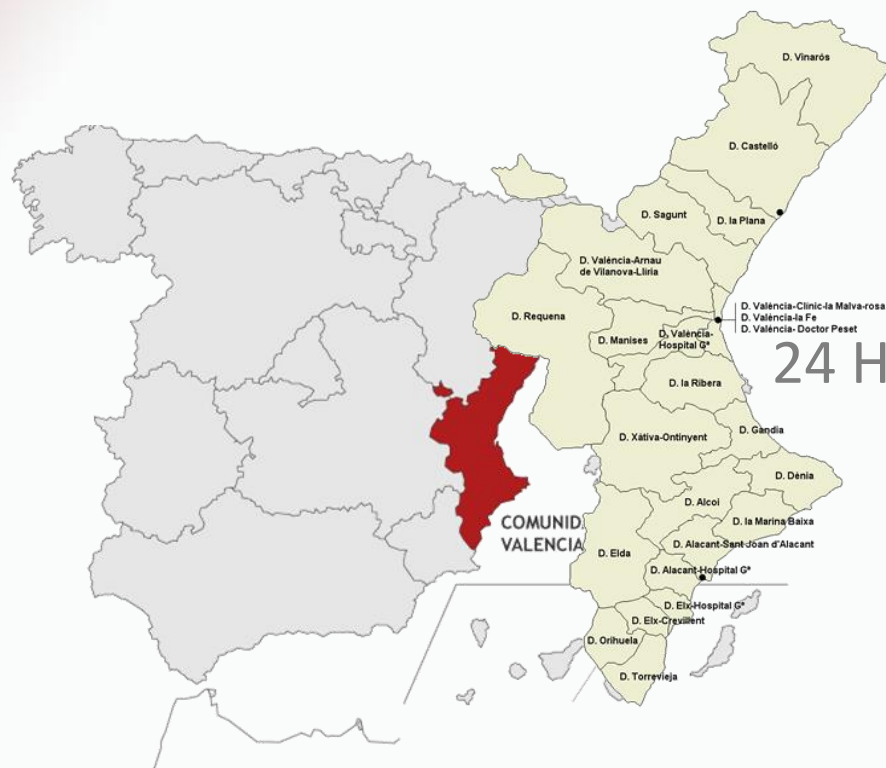 D. Vinaròs
D. Castelló
D. Sagunt
D. la Plana
D. València-Arnau
de Vilanova-Llíria
D. València-Clínic-la Malva-rosa
D. València-la Fe
D. València- Doctor Peset
D. Requena
D. Manises
D. València-
Hospital Gª
24 H
D. la Ribera
D. Xàtiva-Ontinyent
D. Gandia
D. Dénia
D. Alcoi
D. la Marina Baixa
COMUNID
VALENCIA
D. Elda
D. Alacant-Sant Joan d'Alacant
D. Alacant-Hospital Gª
D. Elx-Hospital Gª
D. Elx-Crevillent
D. Orihuela
D. Torrevieja